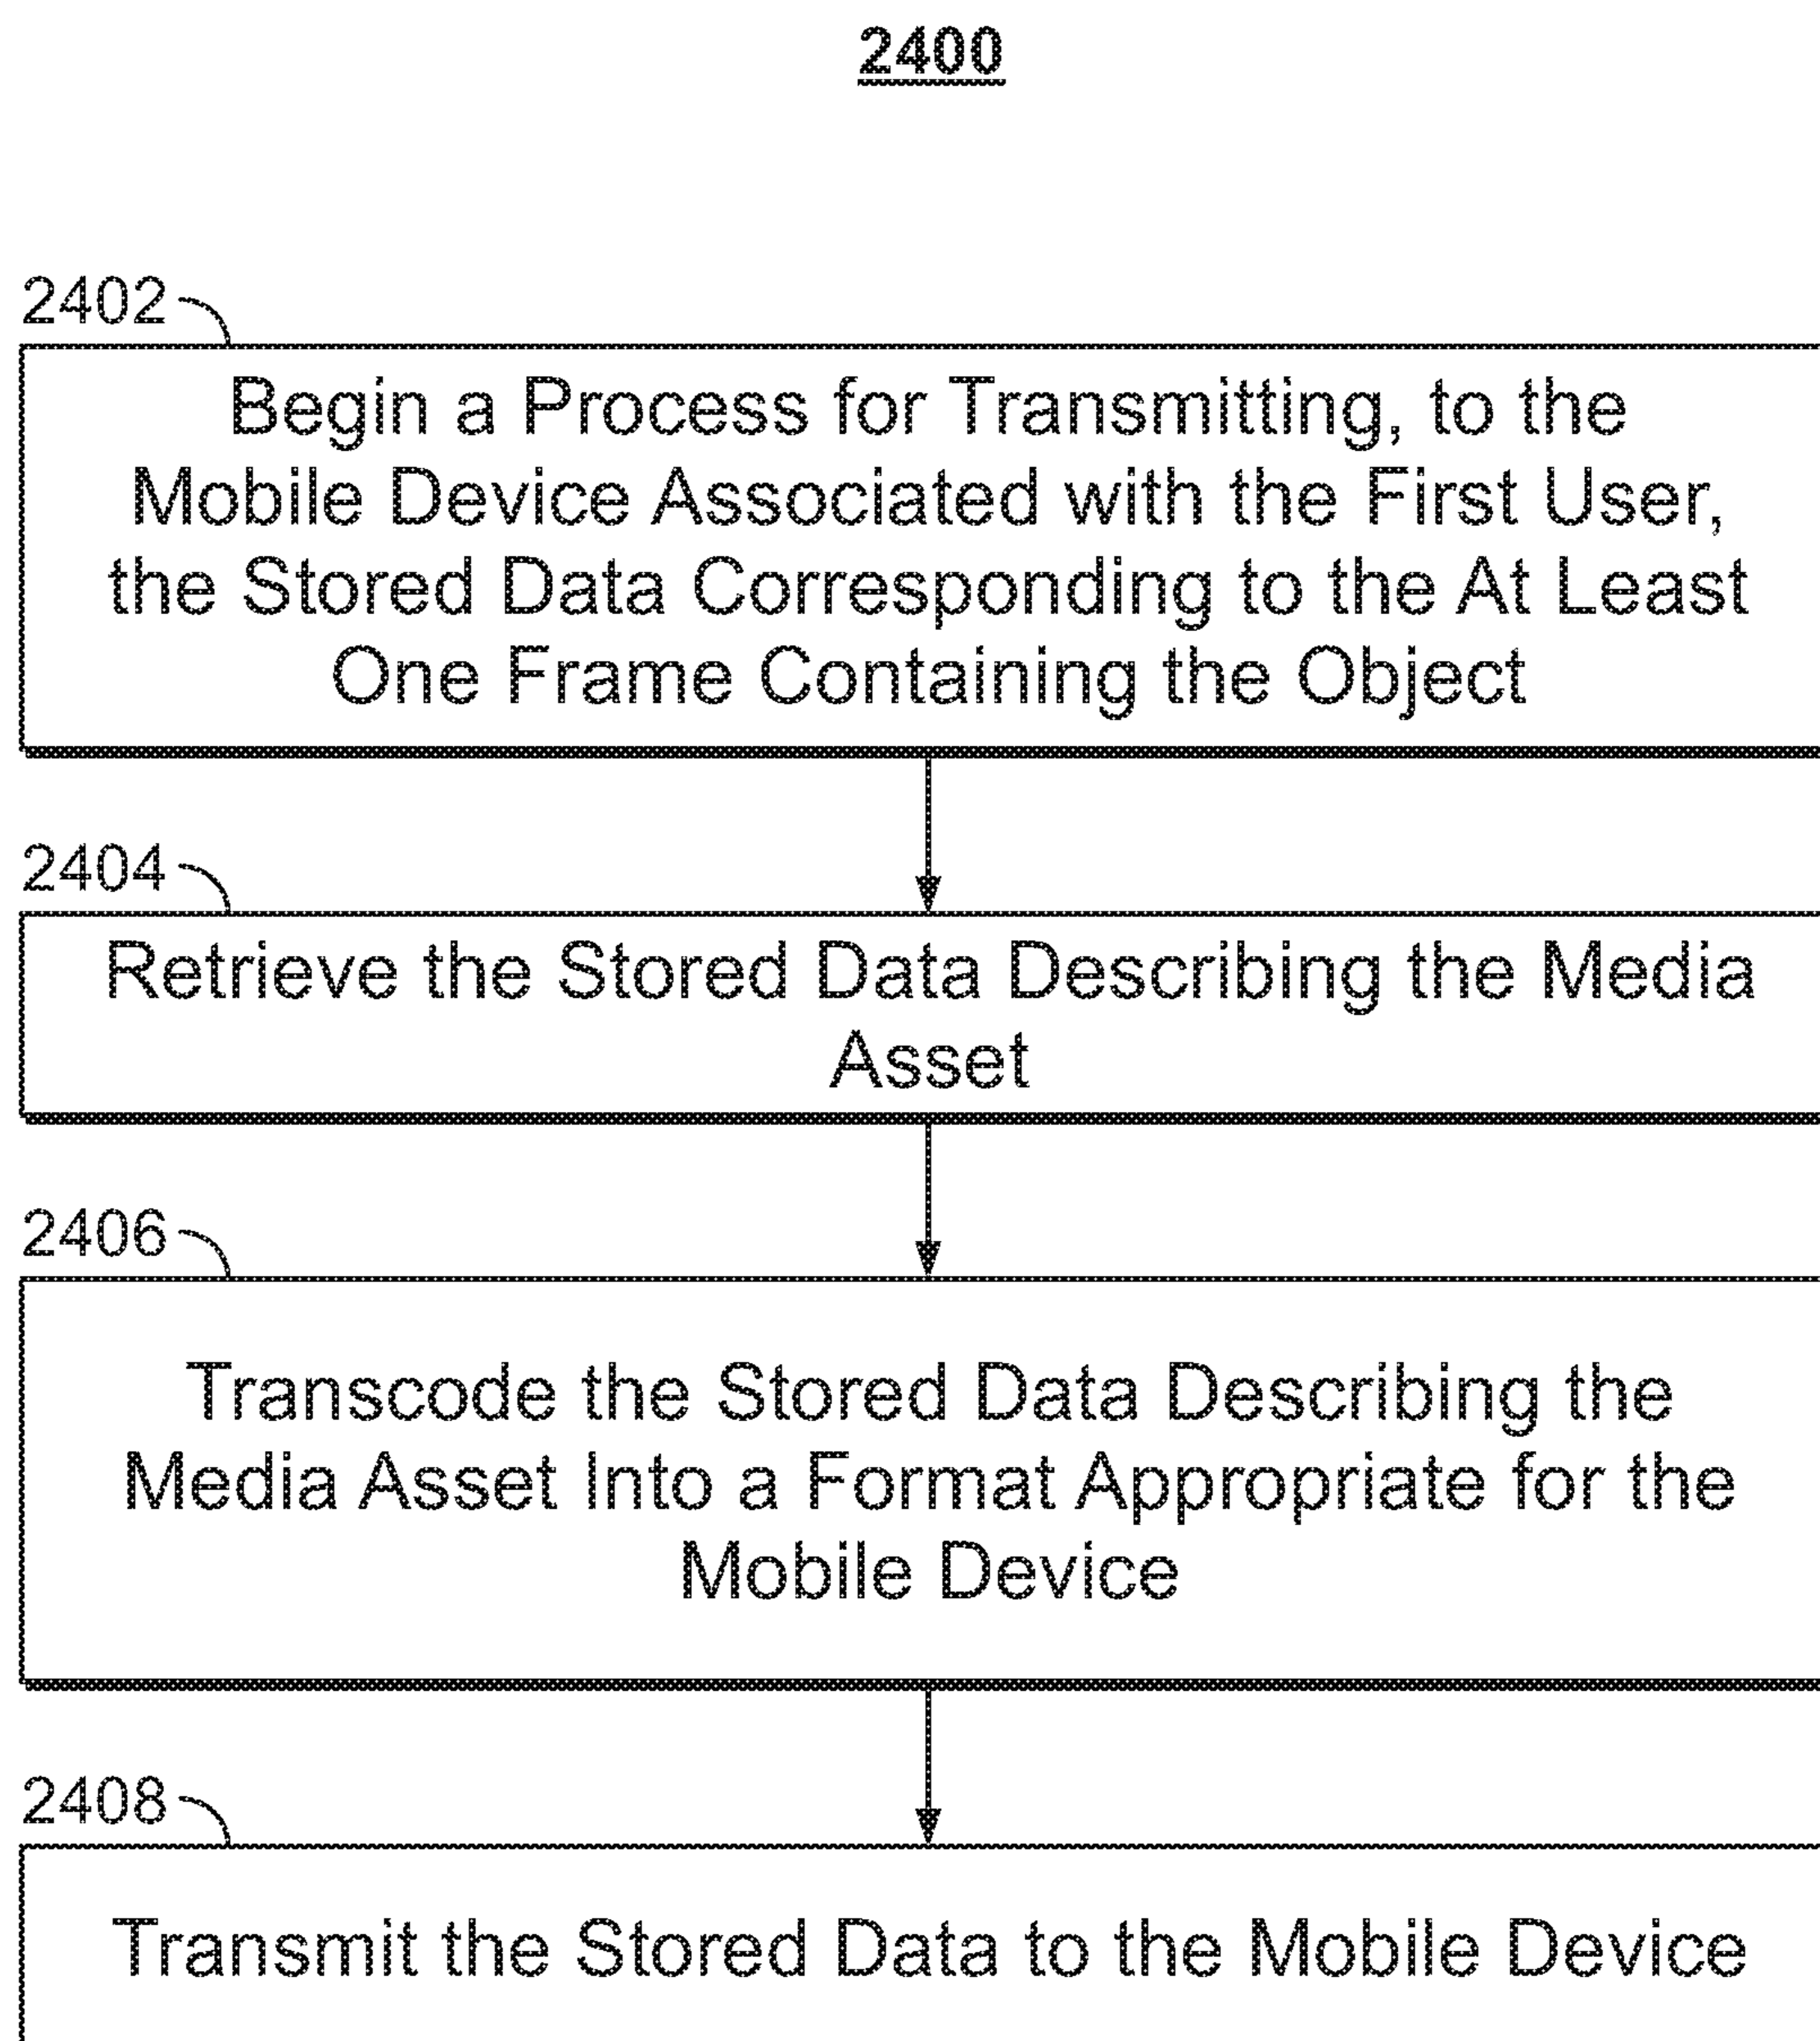 2400
2402
Begin a Process for Transmitting, to the
Mobile Device Associated with the First User,
the Stored Data Corresponding to the At Least
One Frame Containing the Object
2404
Retrieve the Stored Data Describing the Media
Asset
2406
Transcode the Stored Data Describing the
Media Asset Into a Format Appropriate for the
Mobile Device
2408
Transmit the Stored Data to the Mobile Device